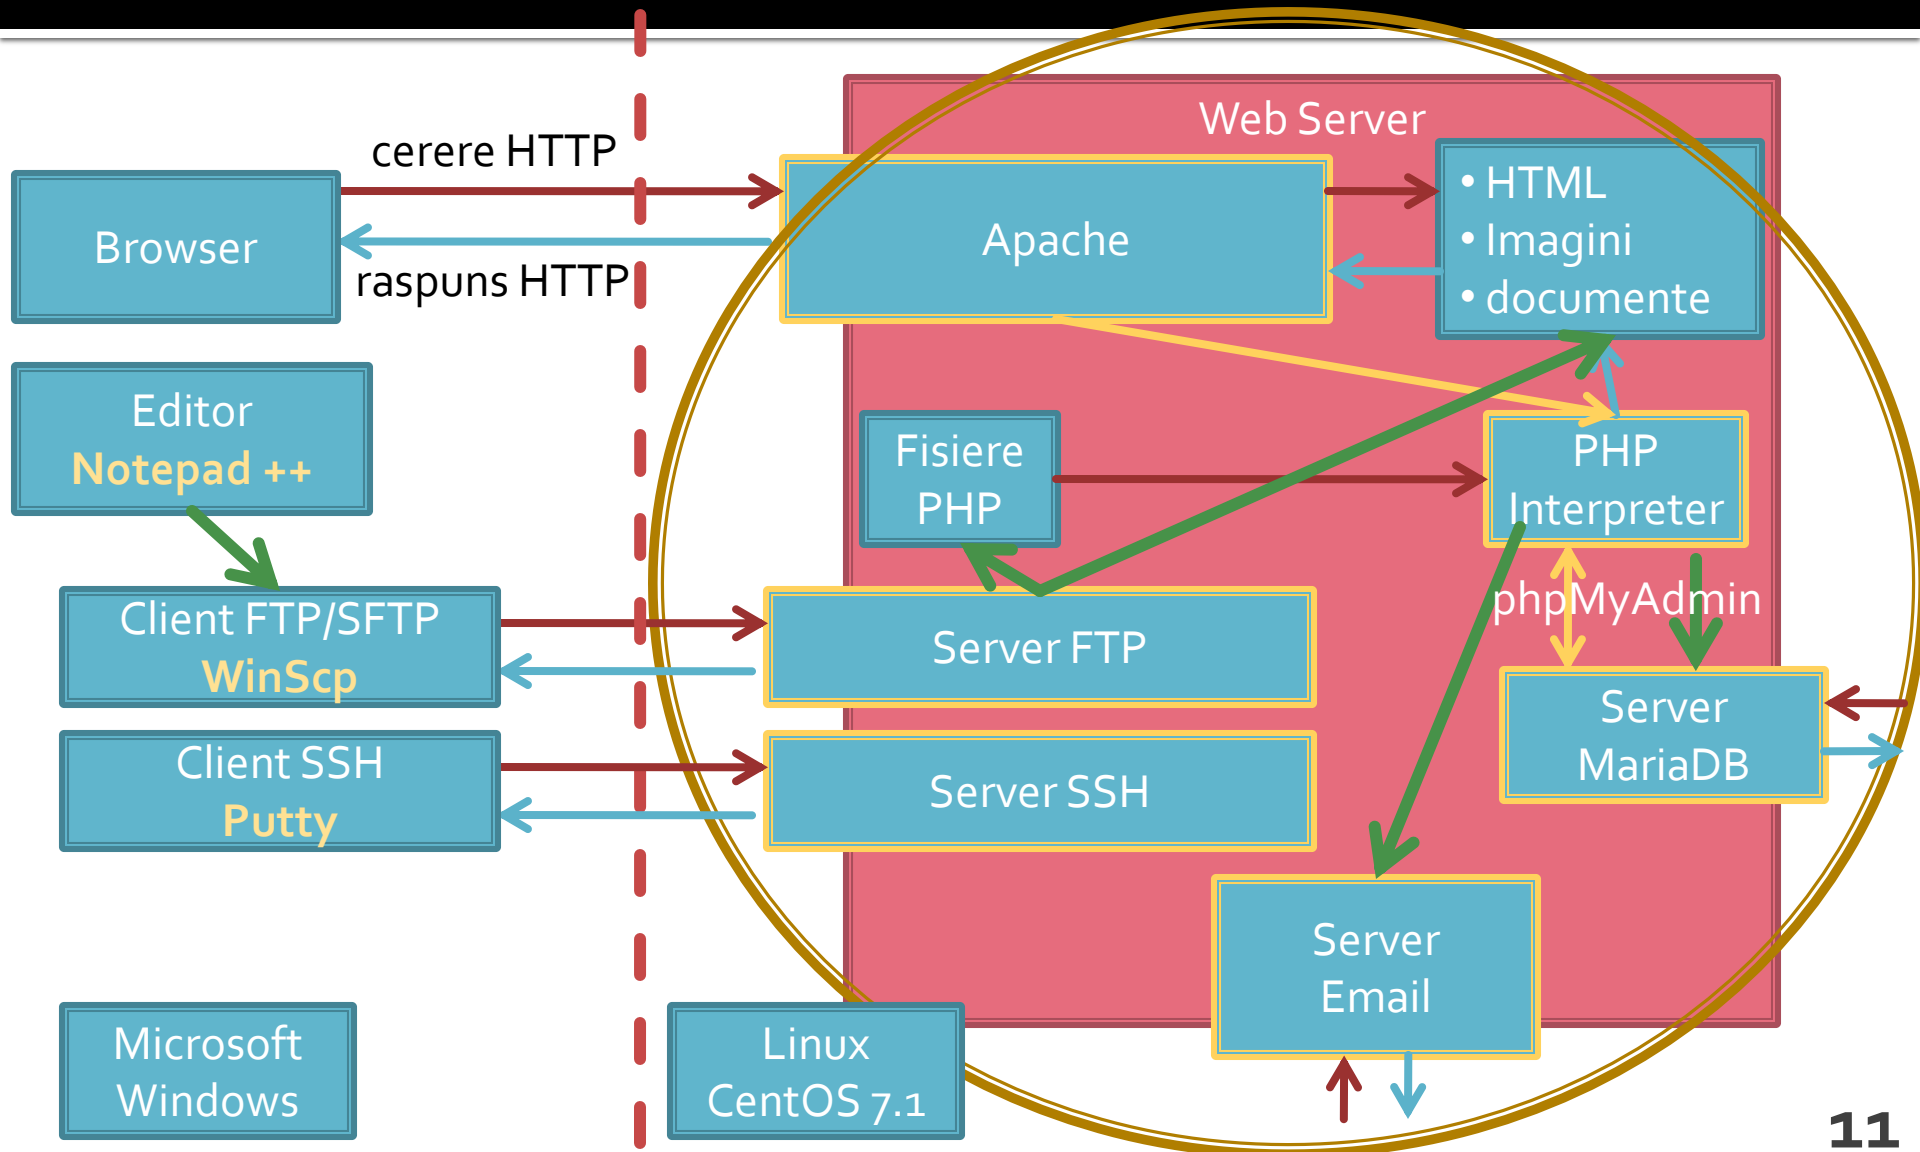 Web Server
cerere HTTP
raspuns HTTP
Browser
Apache
• HTML
• Imagini
• documente
Editor
Notepad ++
Fisiere
PHP
PHP
Interpreter
phpMyAdmin
Client FTP/SFTP
WinScp
Server FTP
Server
MariaDB
Client SSH
Putty
Server SSH
Server
Email
Microsoft
Windows
Linux
CentOS 7.1
11